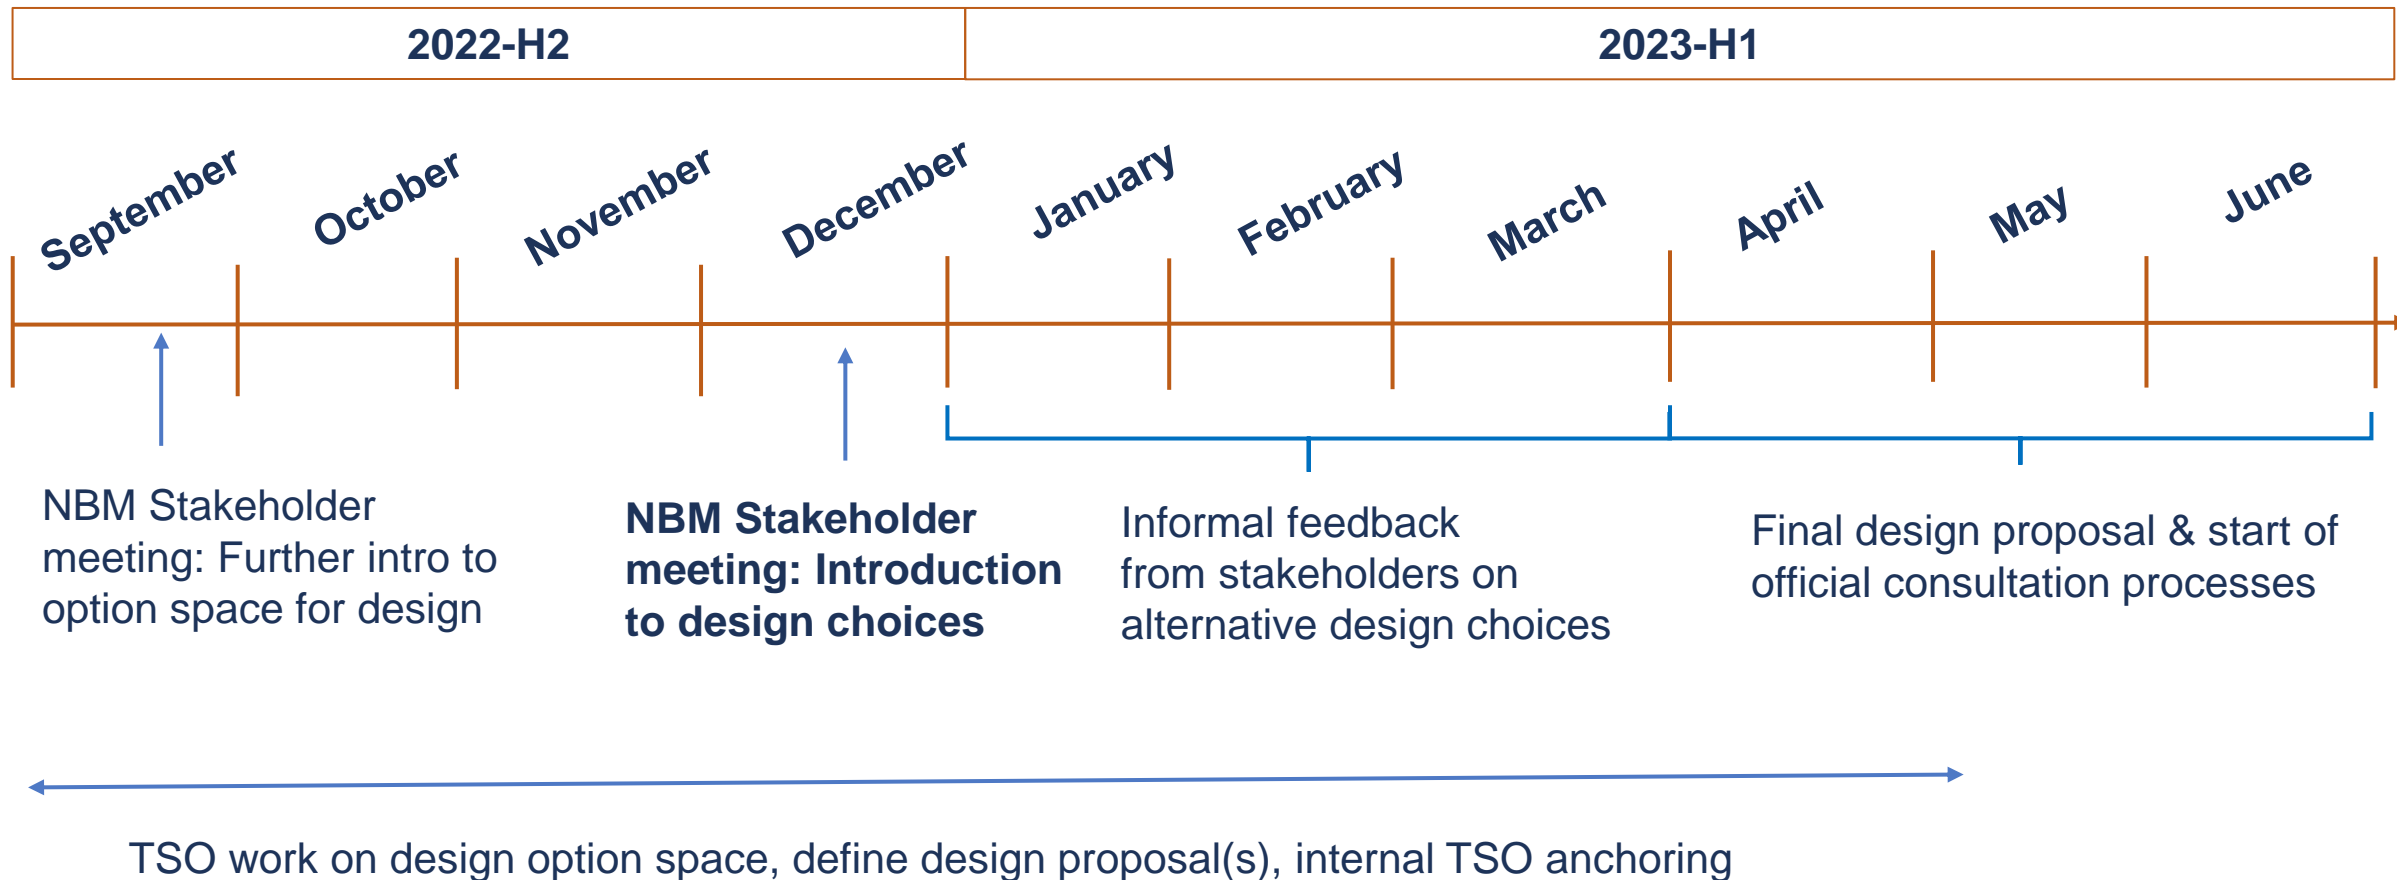 2022-H2
2023-H1
September
October
November
December
January
February
March
April
May
June
NBM Stakeholder
meeting: Further intro to
option space for design
NBM Stakeholder
meeting: Introduction
to design choices
Informal feedback
from stakeholders on
alternative design choices
Final design proposal & start of
official consultation processes
TSO work on design option space, define design proposal(s), internal TSO anchoring